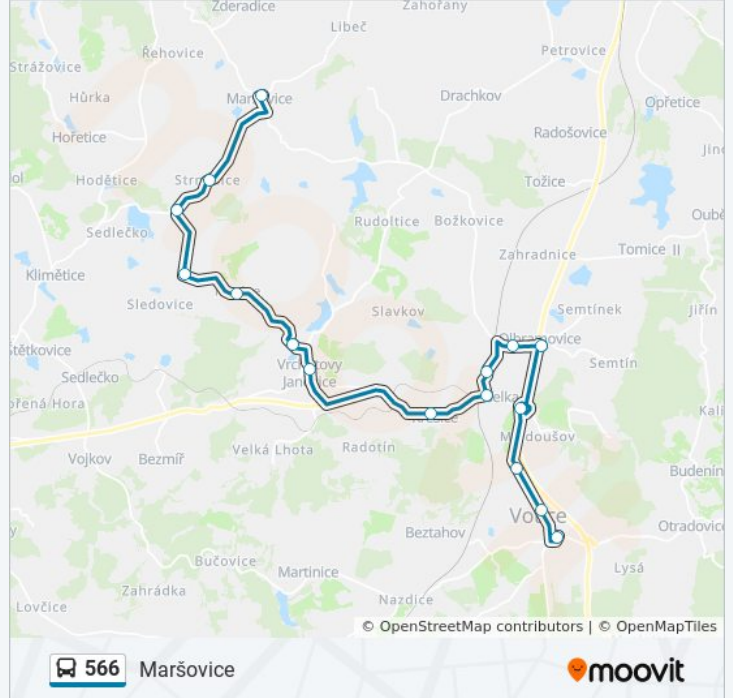 Zderadice
Zahořany
Libeč
Řehovice
Petrovice
Strážovice
Hůrka
Drachkov
Opřetice
Hořetice
Radošovice
Hodětice
Tožice
Rudoltice
Božkovice
Sedlečko
Zahradnice
Tomice II
Klimětice
Sledovice
Slavkov
Semtínek
Jiřín
Olbramovice
Semtín
Sedlečko
Velká Lhota
Radotín
Vojkov
Bezmíř
Votice
Beztahov
Otradovice
Bučovice
Martinice
Lysá
Zahrádka
Nazdice
Lovčice
© OpenStreetMap contributors | © OpenMapTiles
566 Maršovice
moovit